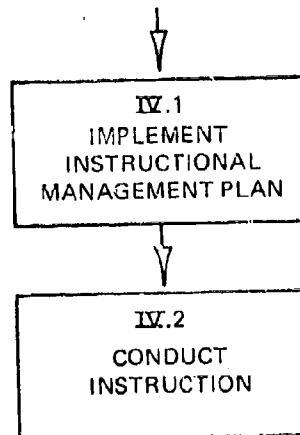 IV.1
IMPLEMENT
INSTRUCTIONAL
MANAGEMENT PLAN
IV.2
CONDUCT
INSTRUCTION